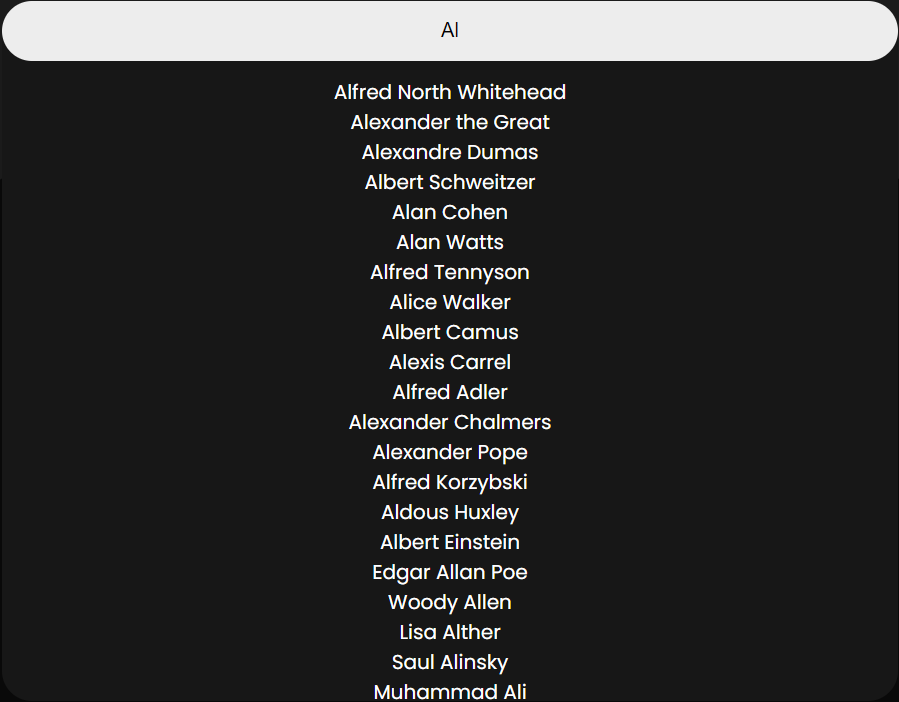 Al
Alfred North Whitehead
Alexander the Great
Alexandre Dumas
Albert Schweitzer
Alan Cohen
Alan Watts
Alfred Tennyson
Alice Walker
Albert Camus
Alexis Carrel
Alfred Adler
Alexander Chalmers
Alexander Pope
Alfred Korzybski
Aldous Huxley
Albert Einstein
Edgar Allan Poe
Woody Allen
Lisa Alther
Saul Alinsky
Muhammad Ali